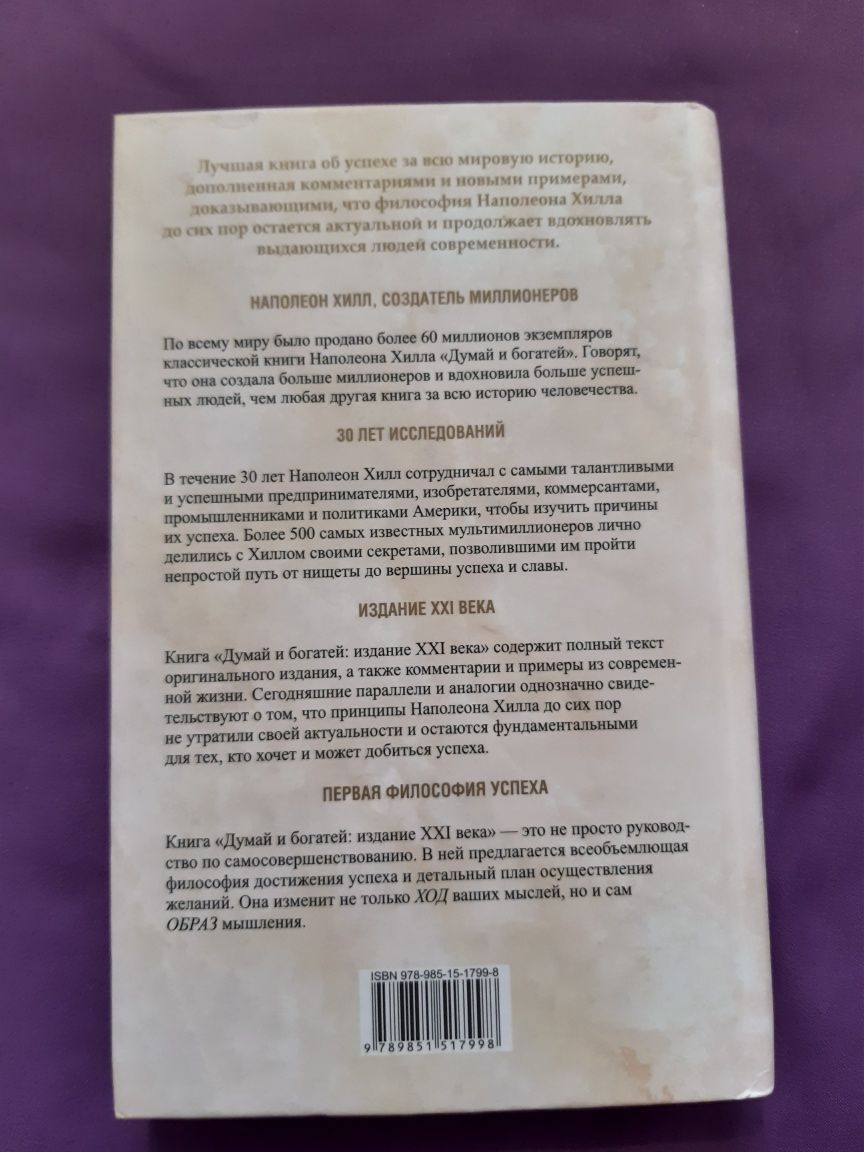 Лучшая книга об успехе за всю мировую историю,
дополненная комментариями и новыми примерами,
доказывающими, что философия Наполеона Хилла
до сих пор остается актуальной и продолжает вдохновлять
выдающихся людей современности.
НАПОЛЕОН ХИЛЛ, СОЗДАТЕЛЬ МИЛЛИОНЕРОВ
По всему миру было продано более 60 миллионов экземпляров
классической книги Наполеона Хилла «Думай и богатей». Говорят,
что она создала больше миллионеров и вдохновила больше успеш-
ных людей, чем любая другая книга за всю историю человечества.
30 ЛЕТ ИССЛЕДОВАНИЙ
В течение 30 лет Наполеон Хилл сотрудничал с самыми талантливыми
и успешными предпринимателями, изобретателями, коммерсантами,
промышленниками и политиками Америки, чтобы изучить причины
их успеха. Более 500 самых известных мультимиллионеров лично
делились с Хиллом своими секретами, позволившими им пройти
непростой путь от нищеты до вершины успеха и славы.
ИЗДАНИЕ XXI ВЕКА
Книга «Думай и богатей: издание XXI века» содержит полный текст
оригинального издания, а также комментарии и примеры из современ-
ной жизни. Сегодняшние параллели и аналогии однозначно свиде-
тельствуют о том, что принципы Наполеона Хилла до сих пор
не утратили своей актуальности и остаются фундаментальными
для тех, кто хочет и может добиться успеха.
ПЕРВАЯ ФИЛОСОФИЯ УСПЕХА
Книга «Думай и богатей: издание XXI века» — это не просто руковод-
ство по самосовершенствованию. В ней предлагается всеобъемлющая
философия достижения успеха и детальный план осуществления
желаний. Она изменит не только ХОД ваших мыслей, но и сам
ОБРАЗ мышления.
ISBN 978-985-15-1799-8
9 789851 517998